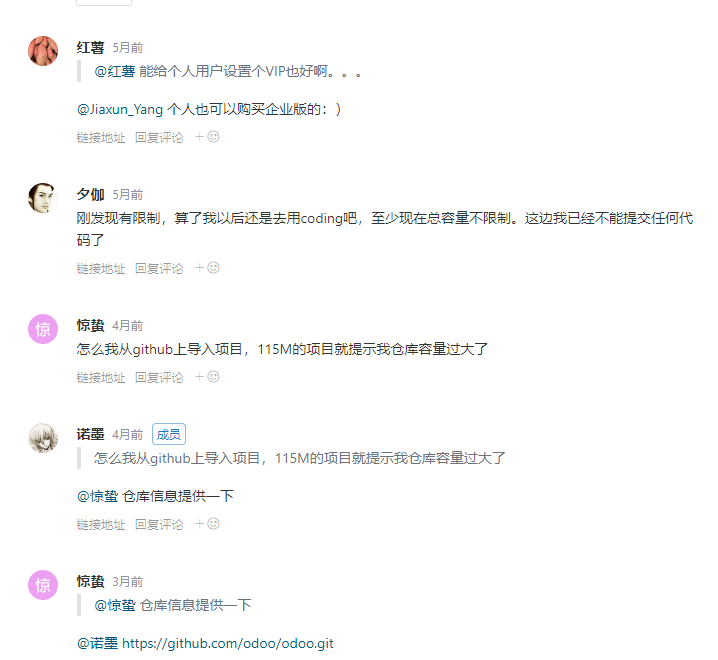 红薯 5月前
@红薯 能给个人用户设置个VIP也好啊。。。
@Jiaxun_Yang 个人也可以购买企业版的：）
链接地址 回复评论 +
夕伽 5月前
刚发现有限制，算了我以后还是去用coding吧，至少现在总容量不限制。这边我已经不能提交任何代
码了
链接地址 回复评论 +
惊 惊蛰 4月前
怎么我从github上导入项目，115M的项目就提示我仓库容量过大了
链接地址 回复评论 +
诺墨 4月前 成员
怎么我从github上导入项目，115M的项目就提示我仓库容量过大了
@惊蛰 仓库信息提供一下
链接地址 回复评论 +
惊 惊蛰 3月前
@惊蛰 仓库信息提供一下
@诺墨 https://github.com/odoo/odoo.git